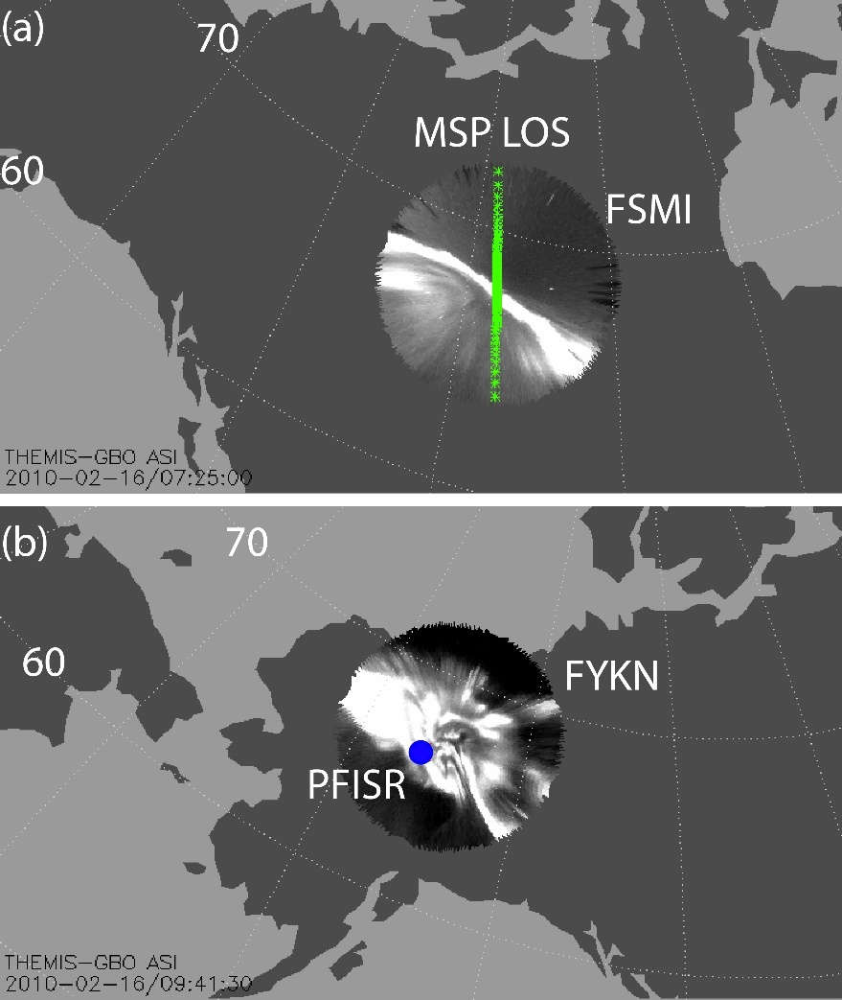 (a)
70
MSP LOS
60
FSMI
THEMIS-GBO ASI
2010-02-16/07:25:00
(b)
70
60
FYKN
PFISR
THEMIS-GBO ASI
2010-02-16/09:41:30